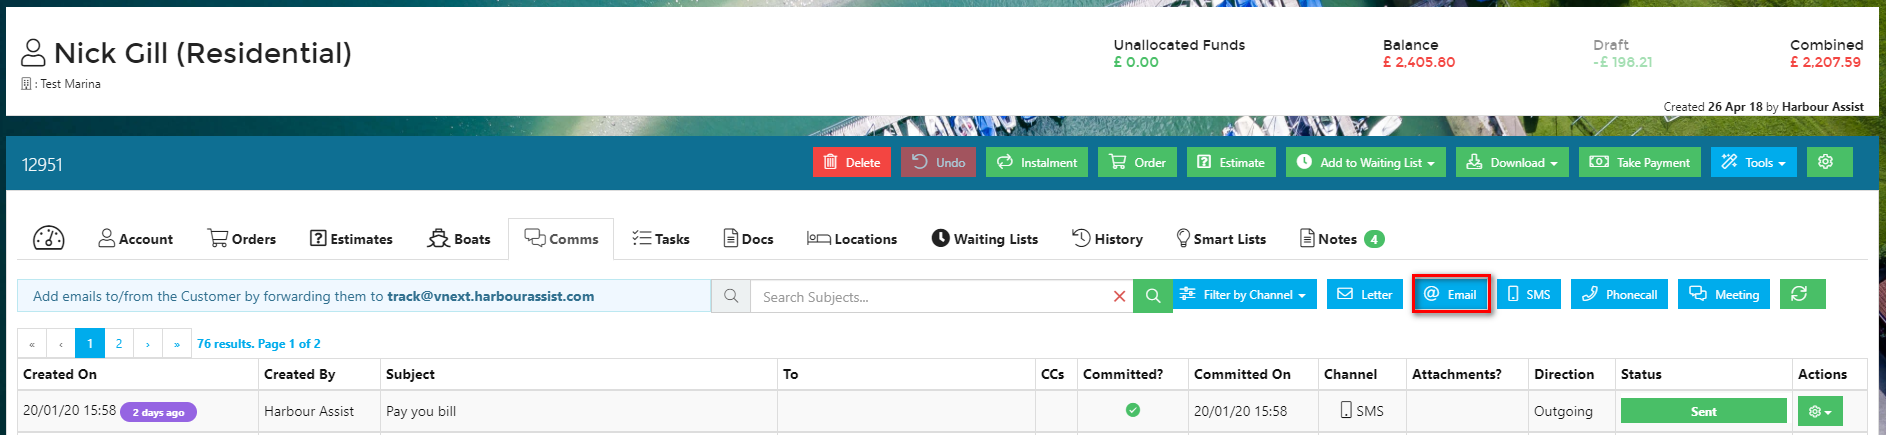 Nick Gill (Residential)
: Test Marina
Unallocated Funds
£ 0.00
Balance
£ 2,405.80
Draft
-£ 198.21
Combined
£ 2,207.59
Created 26 Apr 18 by Harbour Assist
12951
Delete
Undo
Instalment
Order
Estimate
Add to Waiting List
Download
Take Payment
Tools
Account
Orders
Estimates
Boats
Comms
Tasks
Docs
Locations
Waiting Lists
History
Smart Lists
Notes 4
Add emails to/from the Customer by forwarding them to track@vnext.harbourassist.com
Search Subjects...
Filter by Channel
Letter
@ Email
SMS
Phonecall
Meeting
« ‹ 1 2 › » 76 results. Page 1 of 2
Created On Created By Subject To CCs Committed? Committed On Channel Attachments? Direction Status Actions
20/01/20 15:58 2 days ago Harbour Assist Pay you bill 20/01/20 15:58 SMS Outgoing Sent